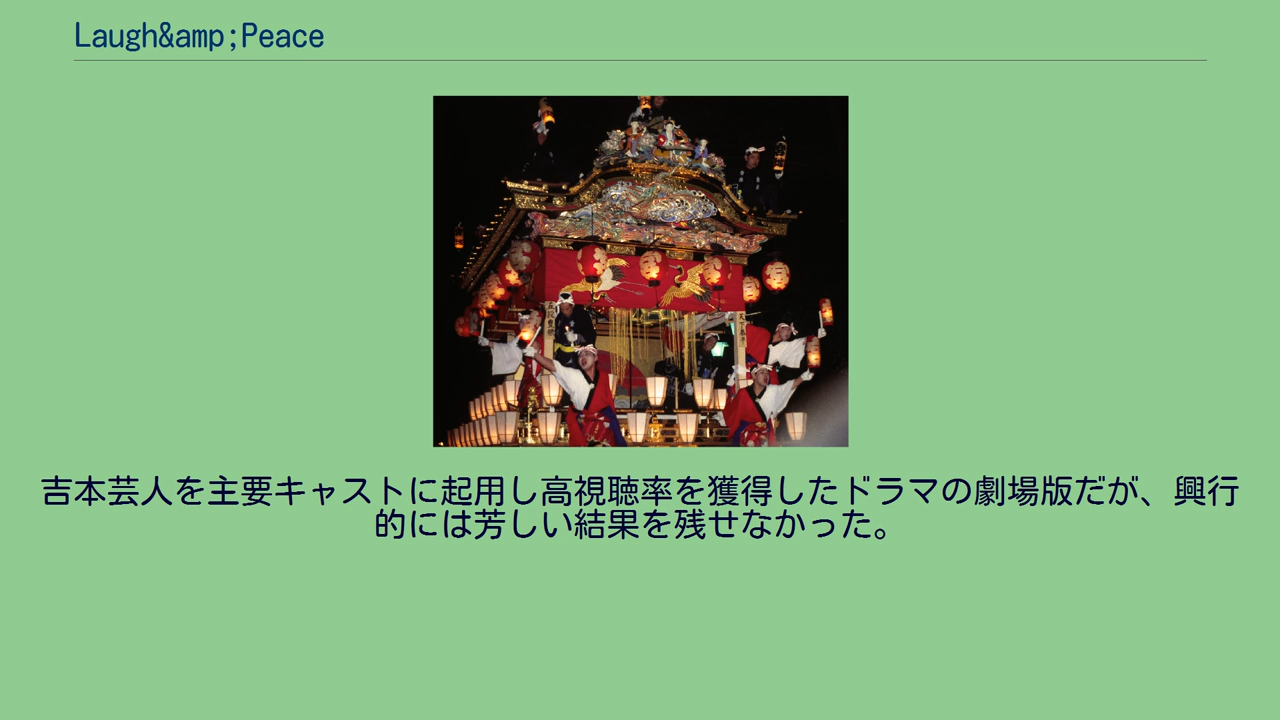 Laugh&amp;Peace
吉本芸人を主要キャストに起用し高視聴率を獲得したドラマの劇場版だが、興行
的には芳しい結果を残せなかった。